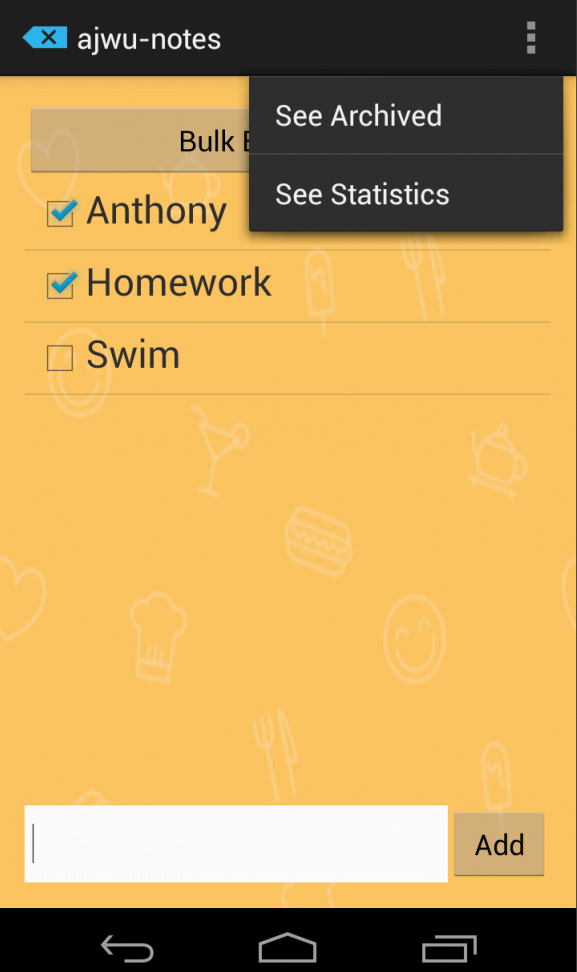 ajwu-notes
See Archived
Bulk
See Statistics
Anthony
Homework
Swim
Add